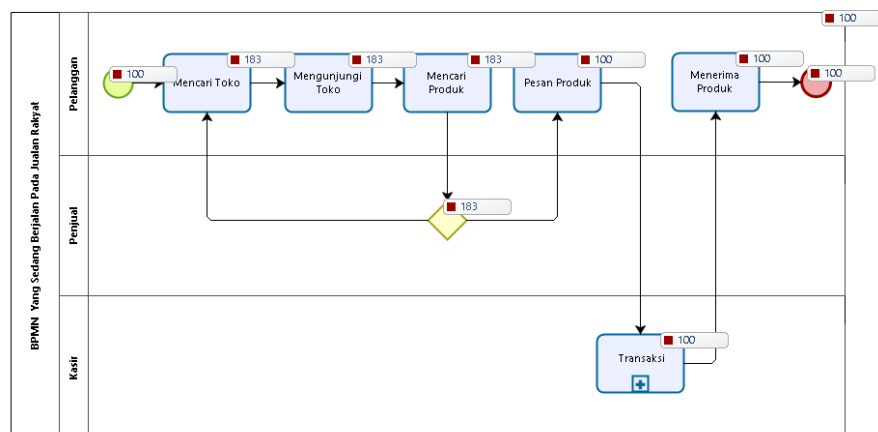 100
BPMN Yang Sedang Berjalan Pada Jualan Rakyat
Pelanggan
100
Mencari Toko
183
Mengunjungi
Toko
183
Mencari
Produk
183
Pesan Produk
100
Menerima
Produk
100
100
Penjual
183
Kasir
Transaksi
100